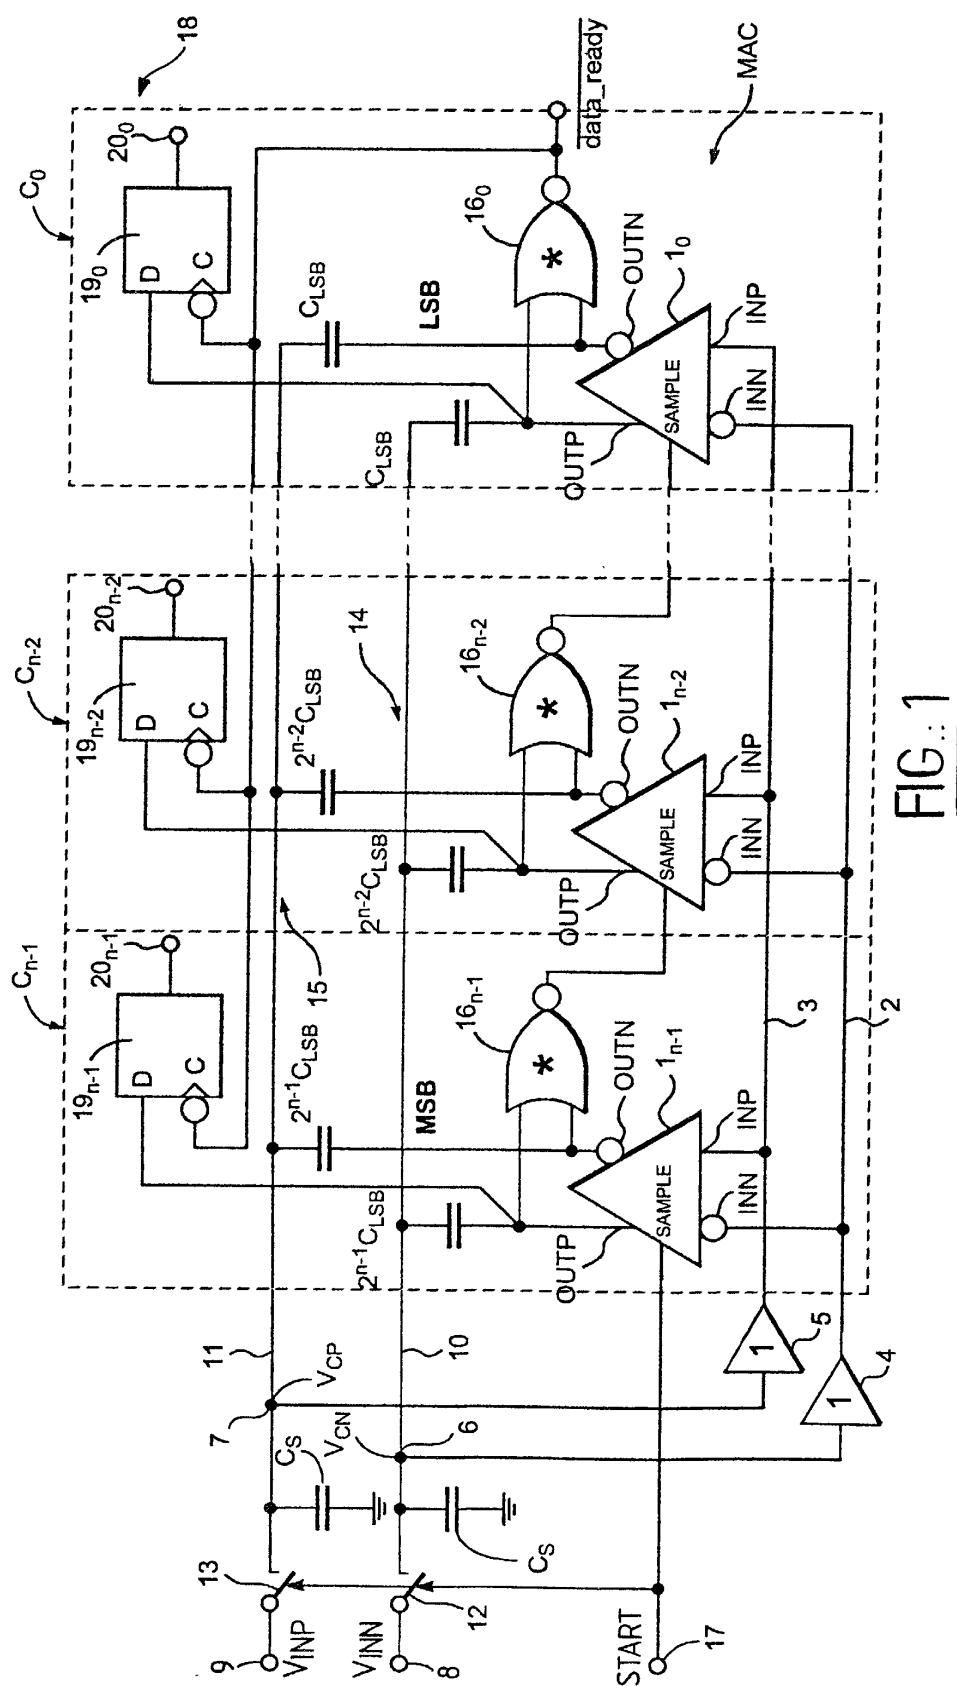 18
C0
Cn-2
Cn-1
200
20n-2
20n-1
190
19n-2
19n-1
D
C
D
C
D
C
11
7
VCP
CS
13
9
VINP
2n-1CLSB
15
2n-2CLSB
CLSB
LSB
MSB
14
10
6
VCN
CS
12
8
VINN
2n-1CLSB
2n-2CLSB
CLSB
*
16n-1
*
16n-2
*
160
data_ready
MAC
OUTP
OUTN
OUTP
OUTN
OUTP
OUTN
SAMPLE
1n-1
SAMPLE
1n-2
SAMPLE
10
INN
INP
INN
INP
INN
INP
START
17
1
5
1
4
3
2
FIG.: 1